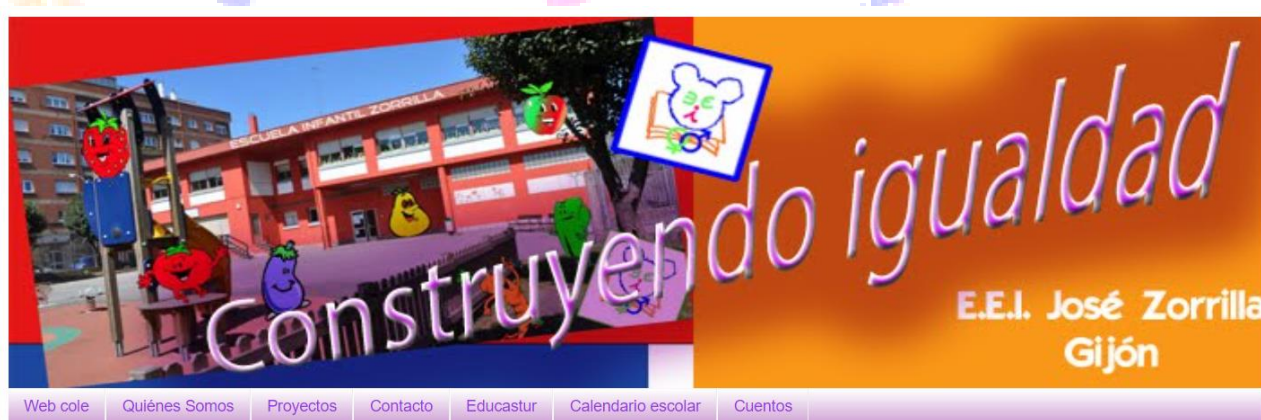 ESCUELA INFANTIL ZORRILLA
Construyendo igualdad
E.E.I. José Zorrilla
Gijón
Web cole
Quiénes Somos
Proyectos
Contacto
Educastur
Calendario escolar
Cuentos